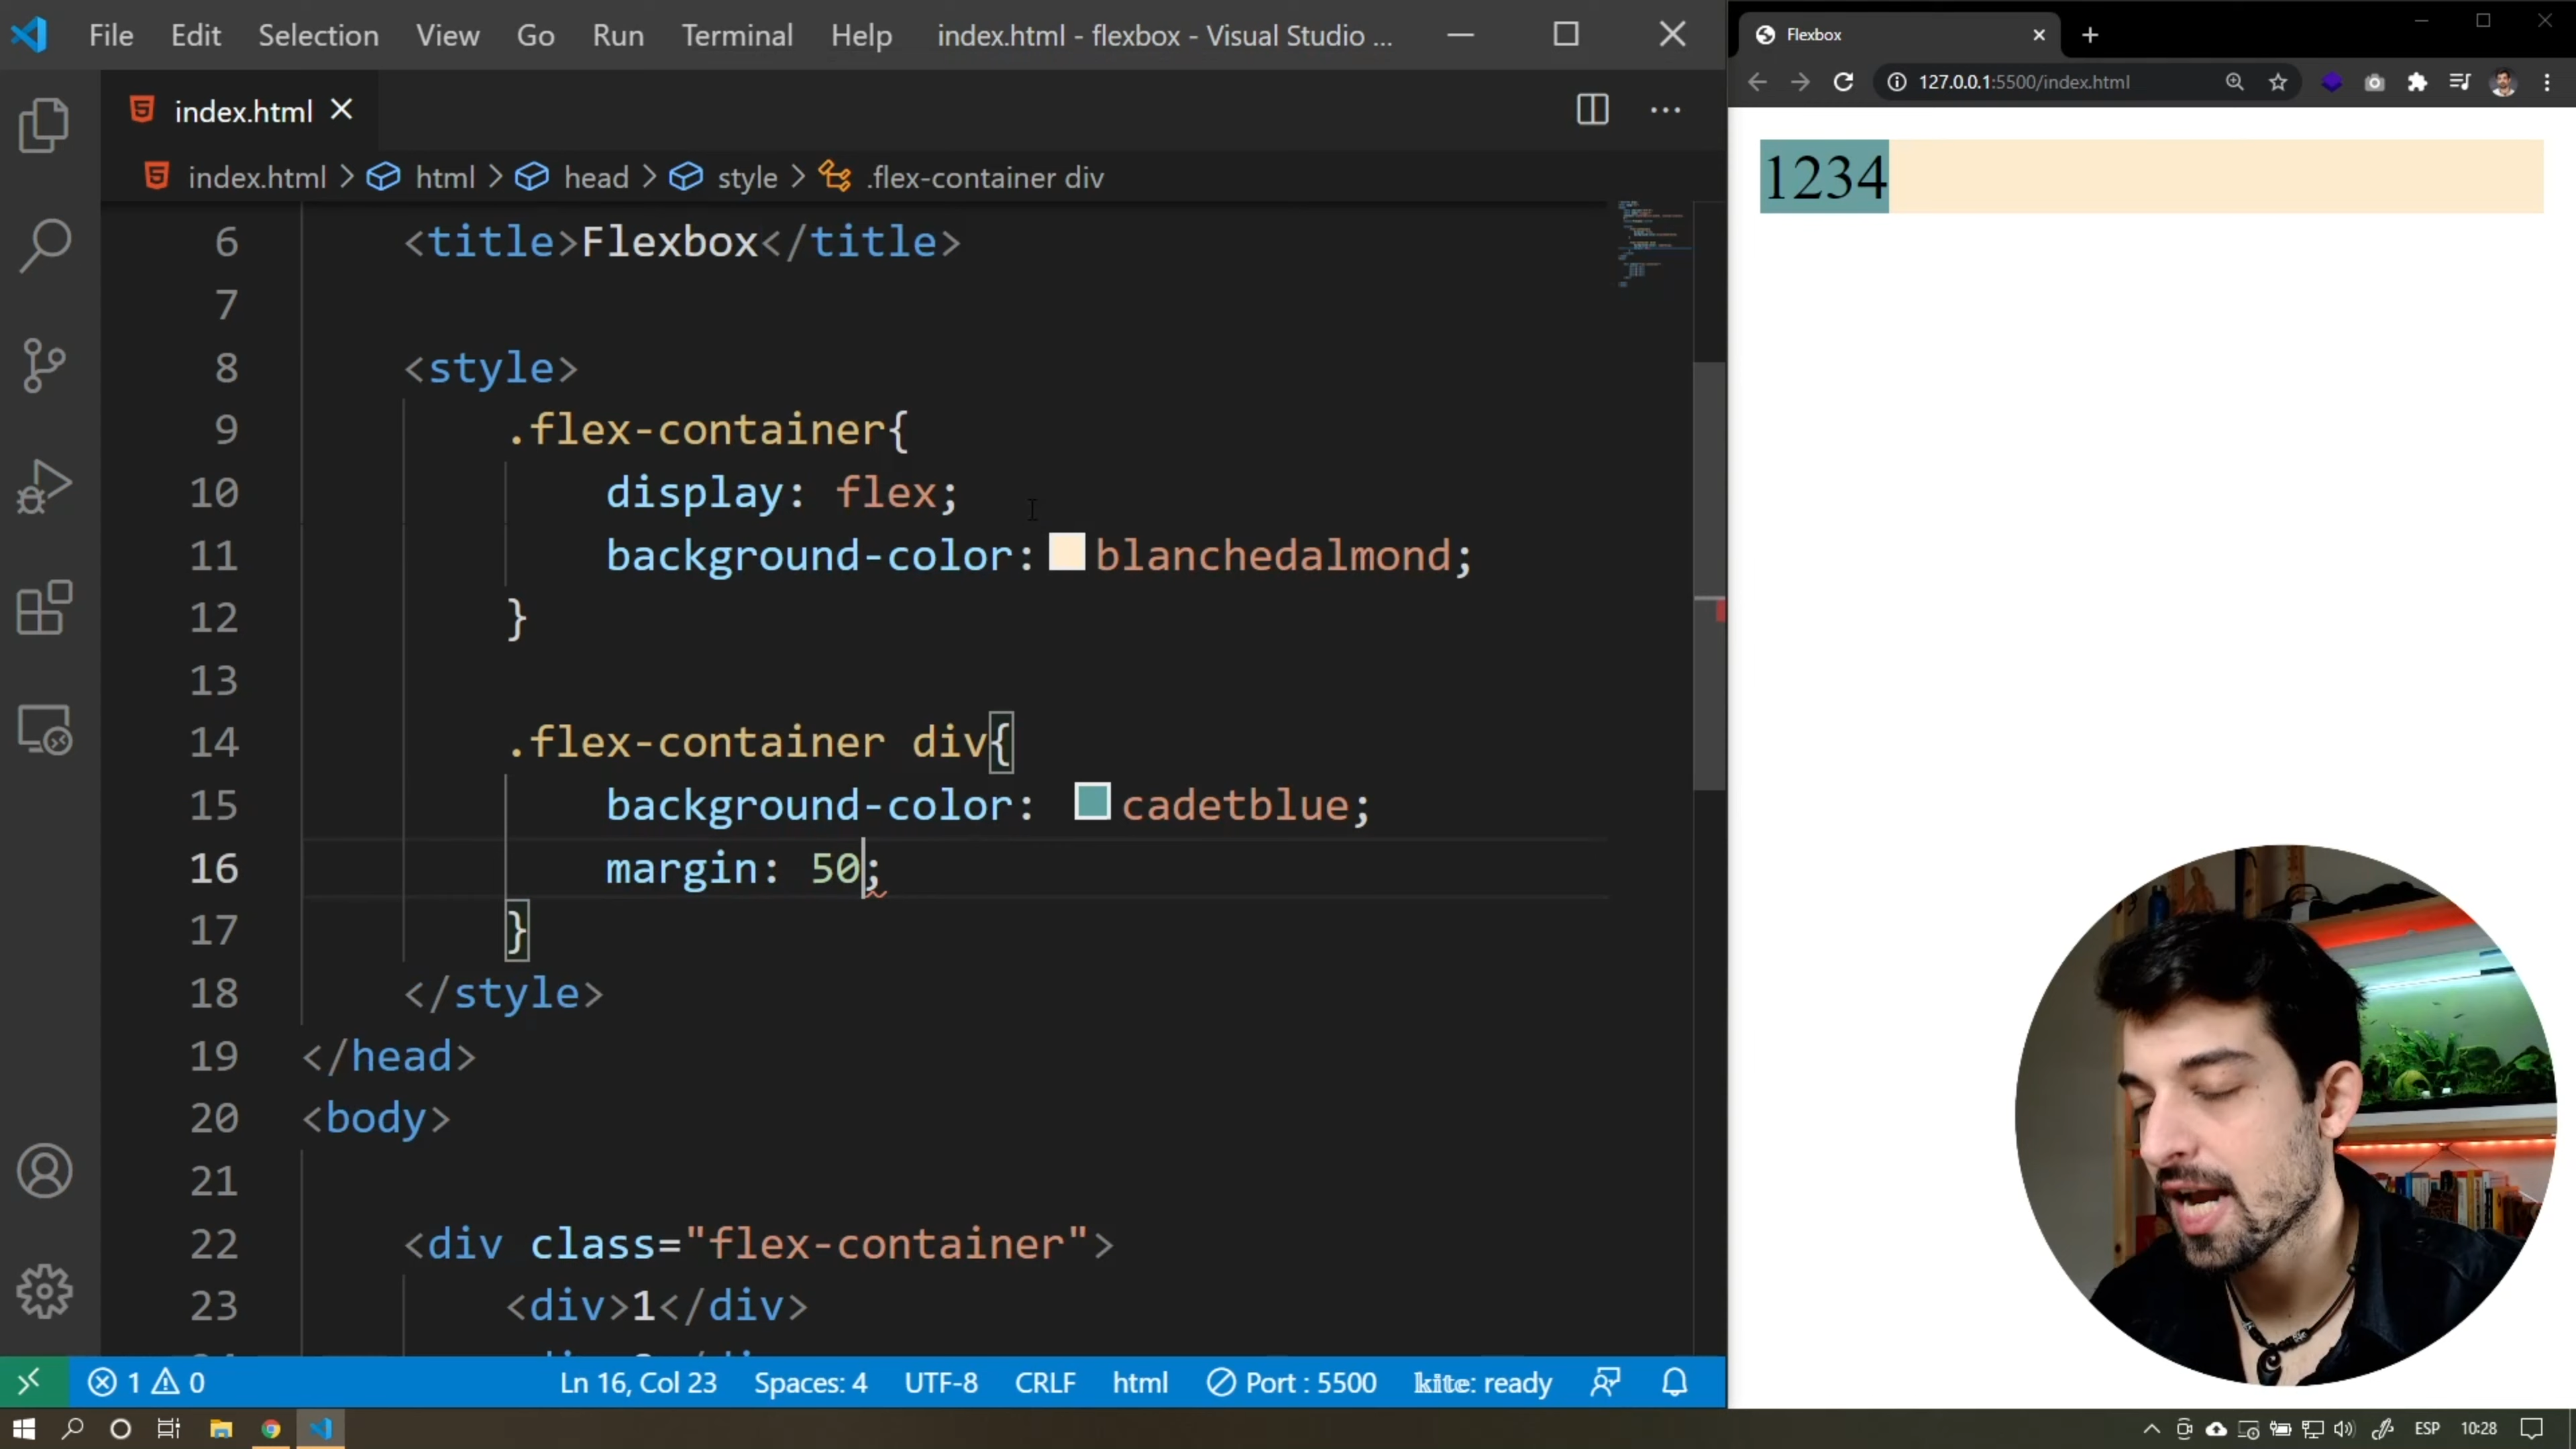 File Edit Selection View Go Run Terminal Help index.html - flexbox - Visual Studio ...
index.html
index.html > html > head > style > .flex-container div
6 <title>Flexbox</title>
7
8 <style>
9 .flex-container{
10 display: flex;
11 background-color: blanchedalmond;
12 }
13
14 .flex-container div{
15 background-color: cadetblue;
16 margin: 50;
17 }
18 </style>
19 </head>
20 <body>
21
22 <div class="flex-container">
23 <div>1</div>
1 0 Ln 16, Col 23 Spaces: 4 UTF-8 CRLF html Port : 5500 kite: ready
Flexbox
127.0.0.1:5500/index.html
1234
ESP 10:28